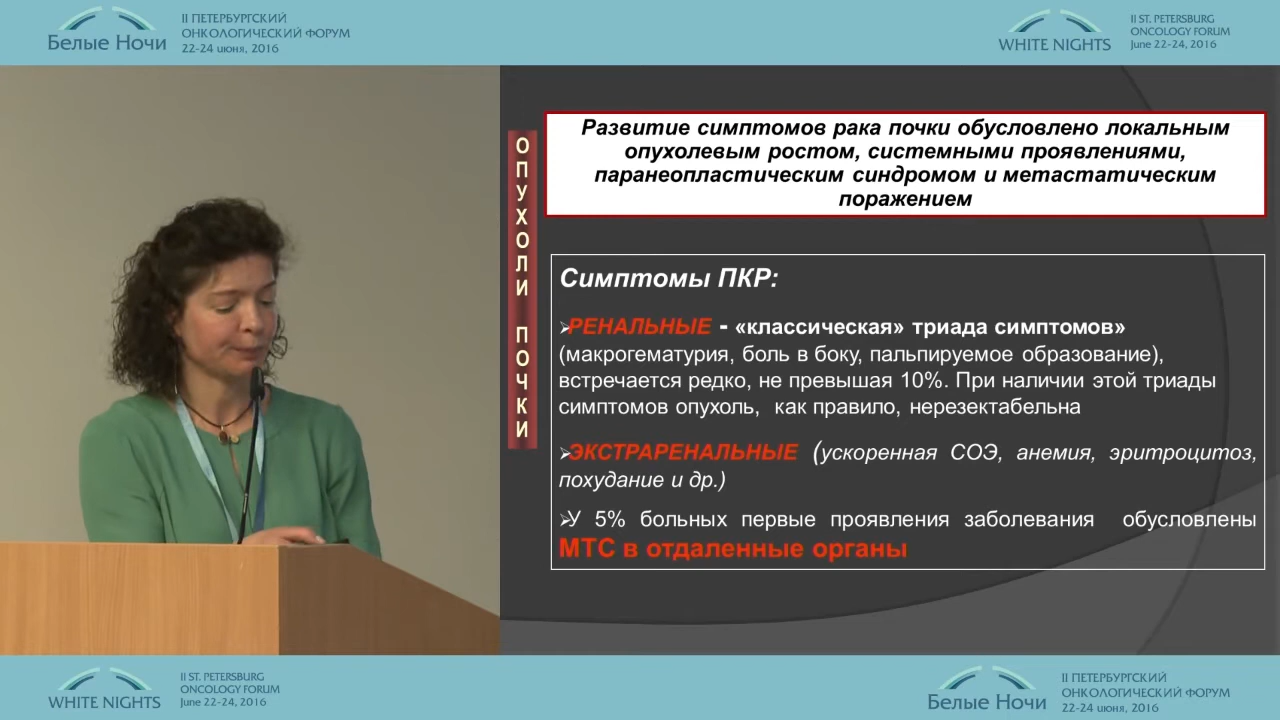 Белые Ночи
II ПЕТЕРБУРГСКИЙ
ОНКОЛОГИЧЕСКИЙ ФОРУМ
22-24 июня, 2016
WHITE NIGHTS
II ST. PETERSBURG
ONCOLOGY FORUM
June 22-24, 2016
ОПУХОЛИ ПОЧКИ
Развитие симптомов рака почки обусловлено локальным
опухолевым ростом, системными проявлениями,
паранеопластическим синдромом и метастатическим
поражением
Симптомы ПКР:
РЕНАЛЬНЫЕ - «классическая» триада симптомов»
(макрогематурия, боль в боку, пальпируемое образование),
встречается редко, не превышая 10%. При наличии этой триады
симптомов опухоль, как правило, нерезектабельна
ЭКСТРАРЕНАЛЬНЫЕ (ускоренная СОЭ, анемия, эритроцитоз,
похудание и др.)
У 5% больных первые проявления заболевания обусловлены
МТС в отдаленные органы
WHITE NIGHTS
II ST. PETERSBURG
ONCOLOGY FORUM
June 22-24, 2016
Белые Ночи
II ПЕТЕРБУРГСКИЙ
ОНКОЛОГИЧЕСКИЙ ФОРУМ
22-24 июня, 2016